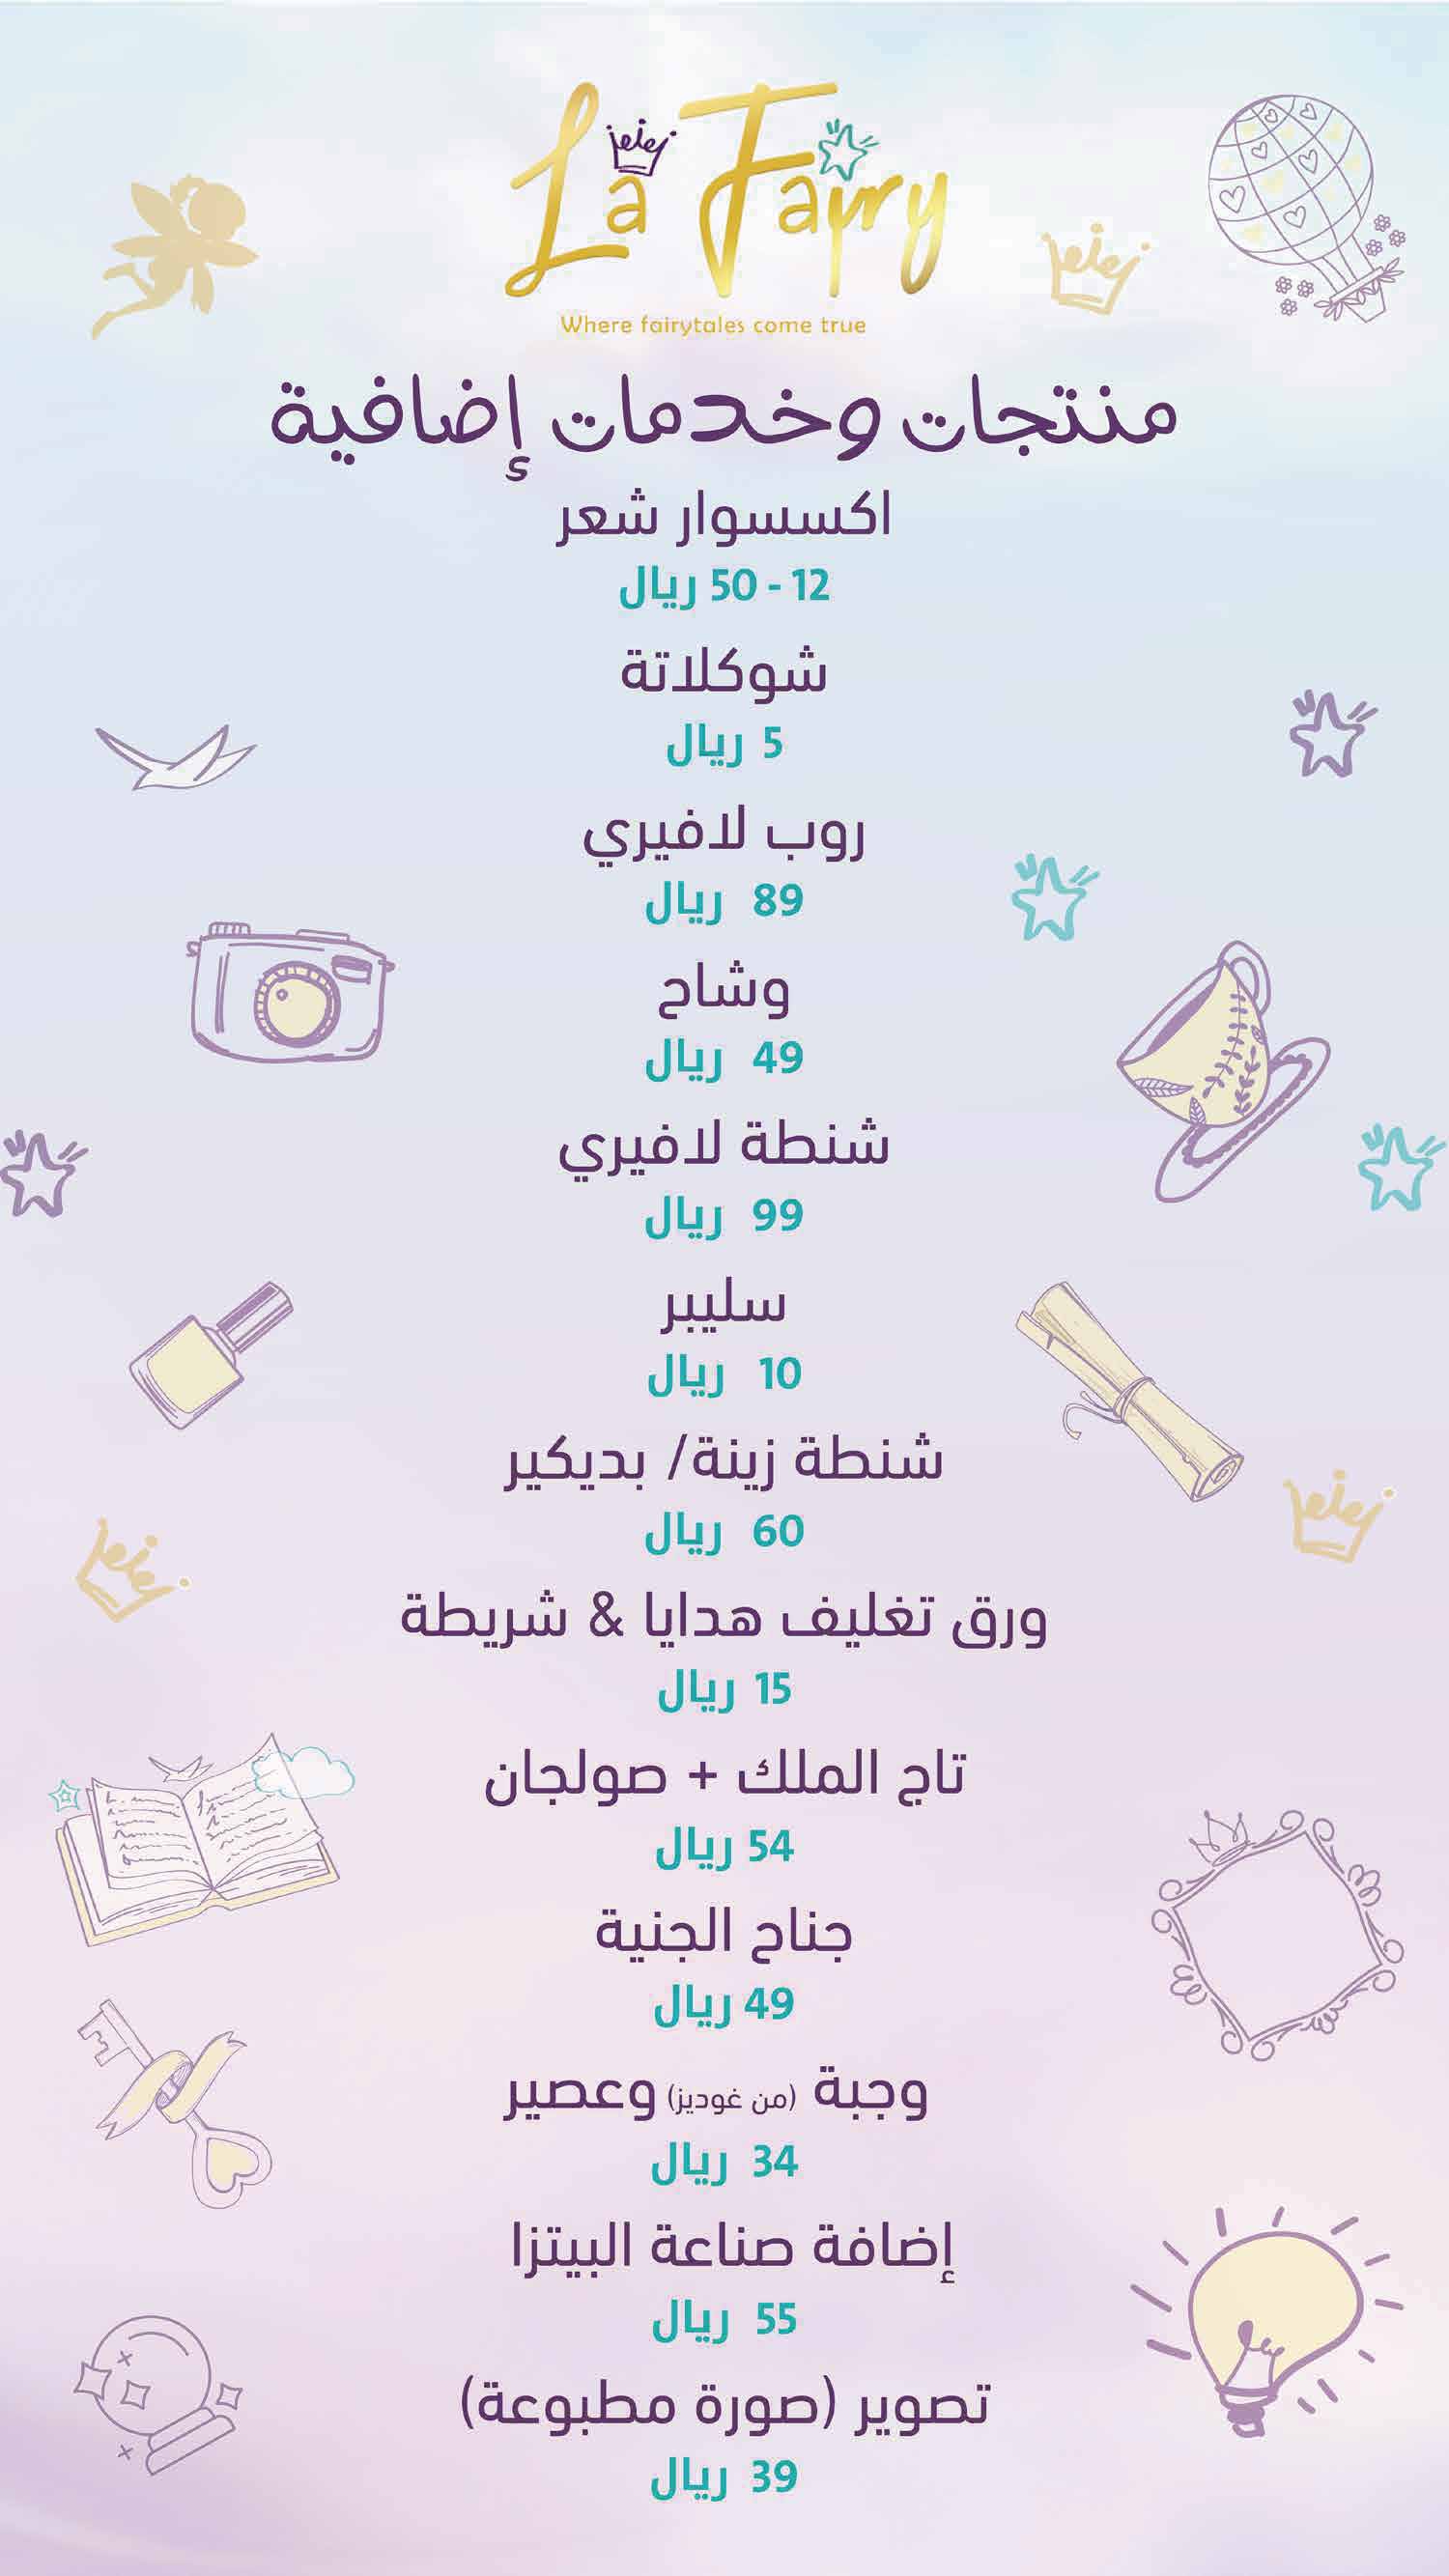 La Fairy
Where fairytales come true
منتجات وخدمات إضافية
اكسسوار شعر
12 - 50 ريال
شوكلاتة
5 ريال
روب لافيري
89 ريال
وشاح
49 ريال
شنطة لافيري
99 ريال
سليبر
10 ريال
شنطة زينة/ بديكير
60 ريال
ورق تغليف هدايا & شريطة
15 ريال
تاج الملك + صولجان
54 ريال
جناح الجنية
49 ريال
وجبة (من غوديز) وعصير
34 ريال
إضافة صناعة البيتزا
55 ريال
تصوير (صورة مطبوعة)
39 ريال